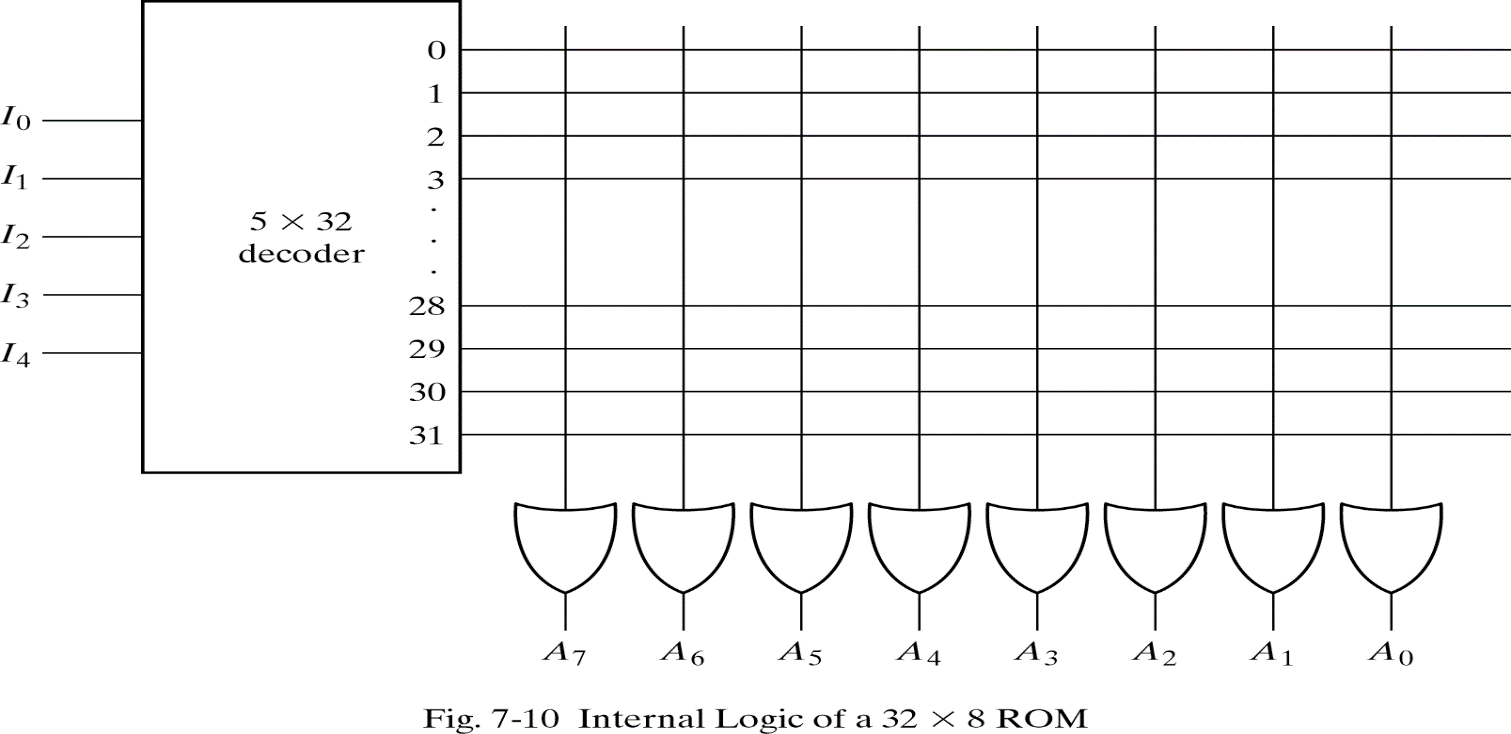 0
1
I0
2
I1
3
.
5 × 32
decoder
I2
.
.
I3
28
29
I4
30
31
A7 A6 A5 A4 A3 A2 A1 A0
Fig. 7-10 Internal Logic of a 32 × 8 ROM